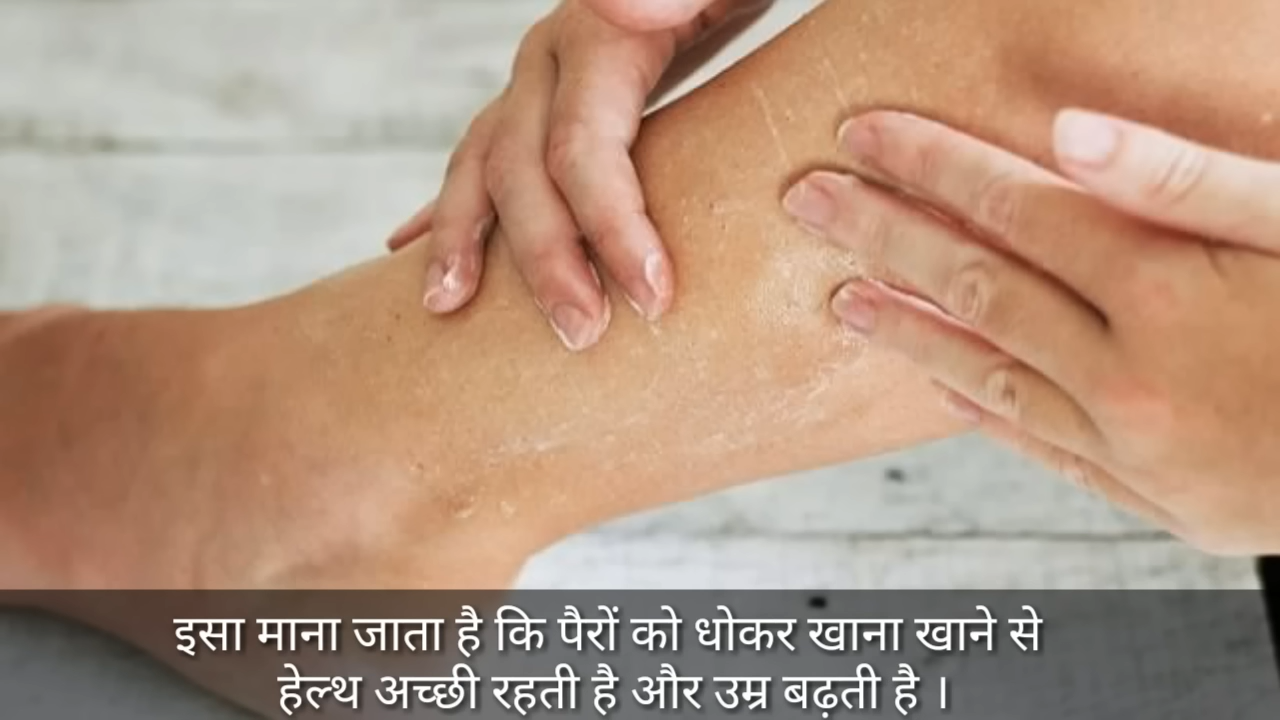 इसा माना जाता है कि पैरों को धोकर खाना खाने से
हेल्थ अच्छी रहती है और उम्र बढ़ती है ।